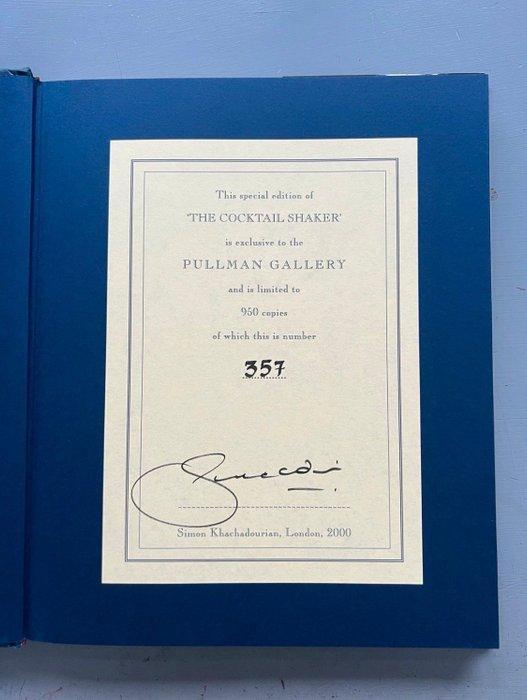 This special edition of
'THE COCKTAIL SHAKER'
is exclusive to the
PULLMAN GALLERY
and is limited to
950 copies
of which this is number
357
Simon Khachadourian, London, 2000